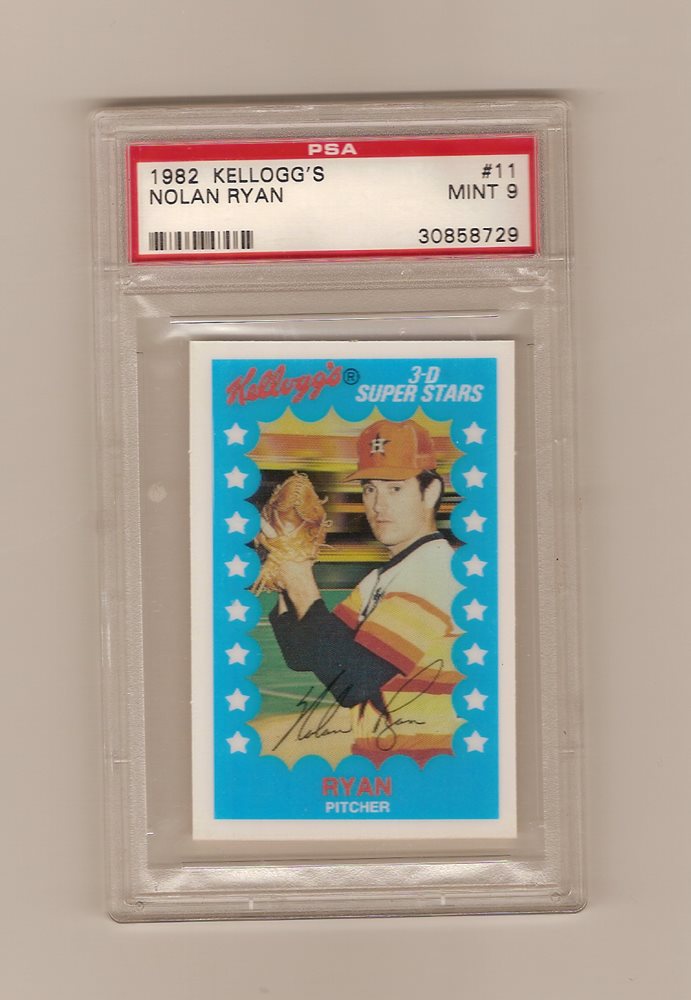 PSA
1982 KELLOGG'S #11
NOLAN RYAN MINT 9
30858729
Kellogg's® 3-D
SUPER STARS
H
Nolan Ryan
RYAN
PITCHER